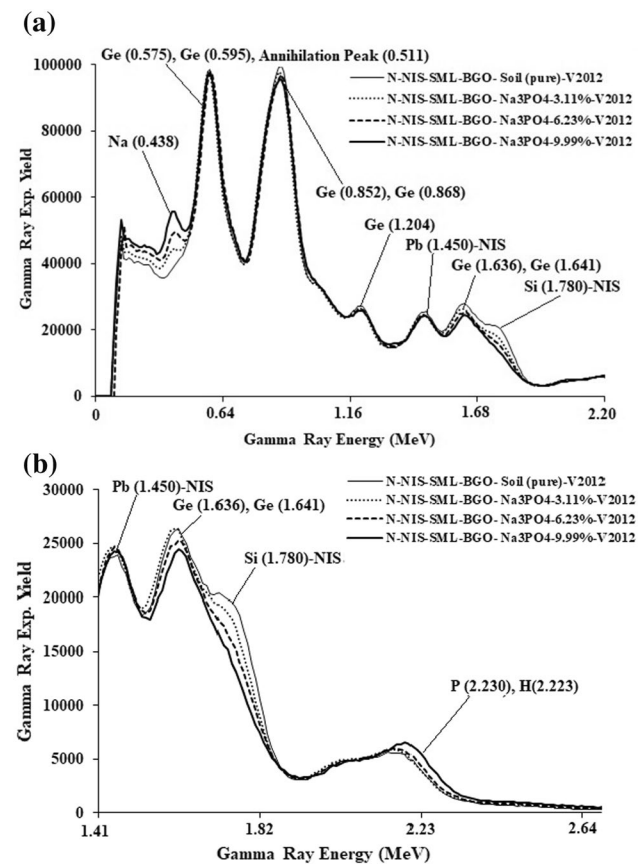 (a)
Ge (0.575), Ge (0.595), Annihilation Peak (0.511)
100000
80000
60000
40000
20000
0
Gamma Ray Exp. Yield
N-NIS-SML-BGO- Soil (pure)-V2012
N-NIS-SML-BGO- Na3PO4-3.11%-V2012
N-NIS-SML-BGO- Na3PO4-6.23%-V2012
N-NIS-SML-BGO- Na3PO4-9.99%-V2012
Na (0.438)
Ge (0.852), Ge (0.868)
Ge (1.204)
Pb (1.450)-NIS
Ge (1.636), Ge (1.641)
Si (1.780)-NIS
0 0.64 1.16 1.68 2.20
Gamma Ray Energy (MeV)
(b)
30000
25000
20000
15000
10000
5000
0
Gamma Ray Exp. Yield
Pb (1.450)-NIS
Ge (1.636), Ge (1.641)
Si (1.780)-NIS
N-NIS-SML-BGO- Soil (pure)-V2012
N-NIS-SML-BGO- Na3PO4-3.11%-V2012
N-NIS-SML-BGO- Na3PO4-6.23%-V2012
N-NIS-SML-BGO- Na3PO4-9.99%-V2012
P (2.230), H(2.223)
1.41 1.82 2.23 2.64
Gamma Ray Energy (MeV)